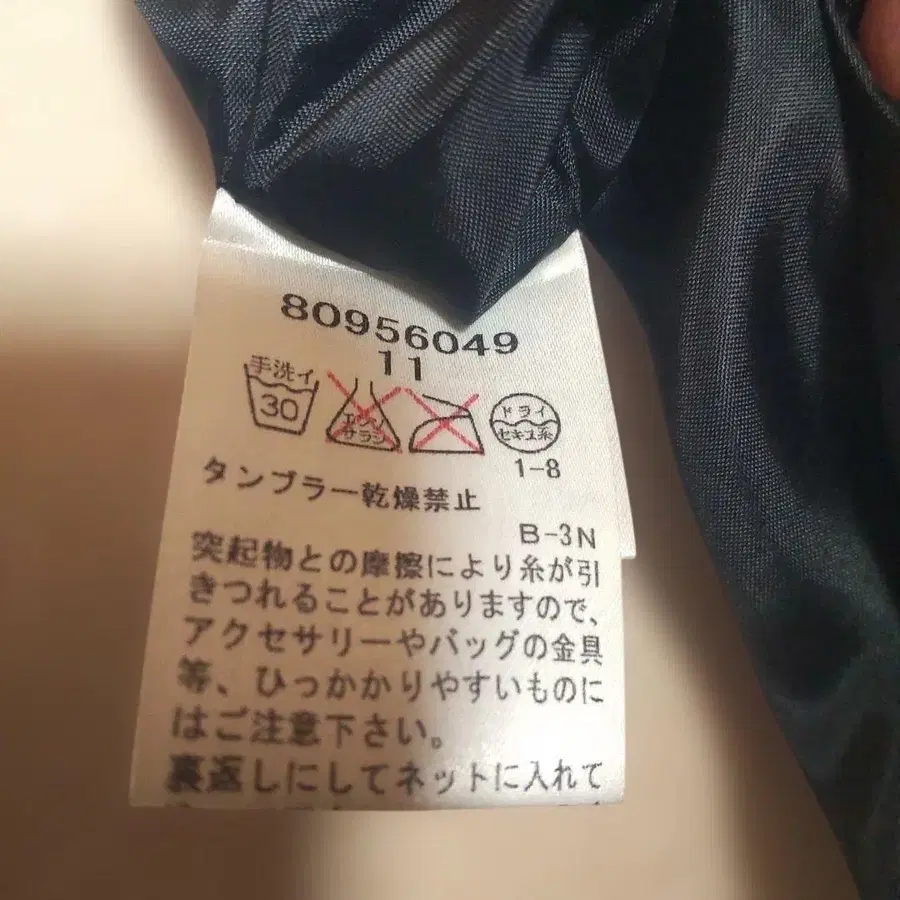 80956049
11
手洗イ
30
エンソ
サラシ
ドライ
セキユ系
1-8
タンブラー乾燥禁止
B-3N
突起物との摩擦により糸が引
きつれることがありますので、
アクセサリーやバッグの金具
等、ひっかかりやすいものに
はご注意下さい。
裏返しにしてネットに入れて